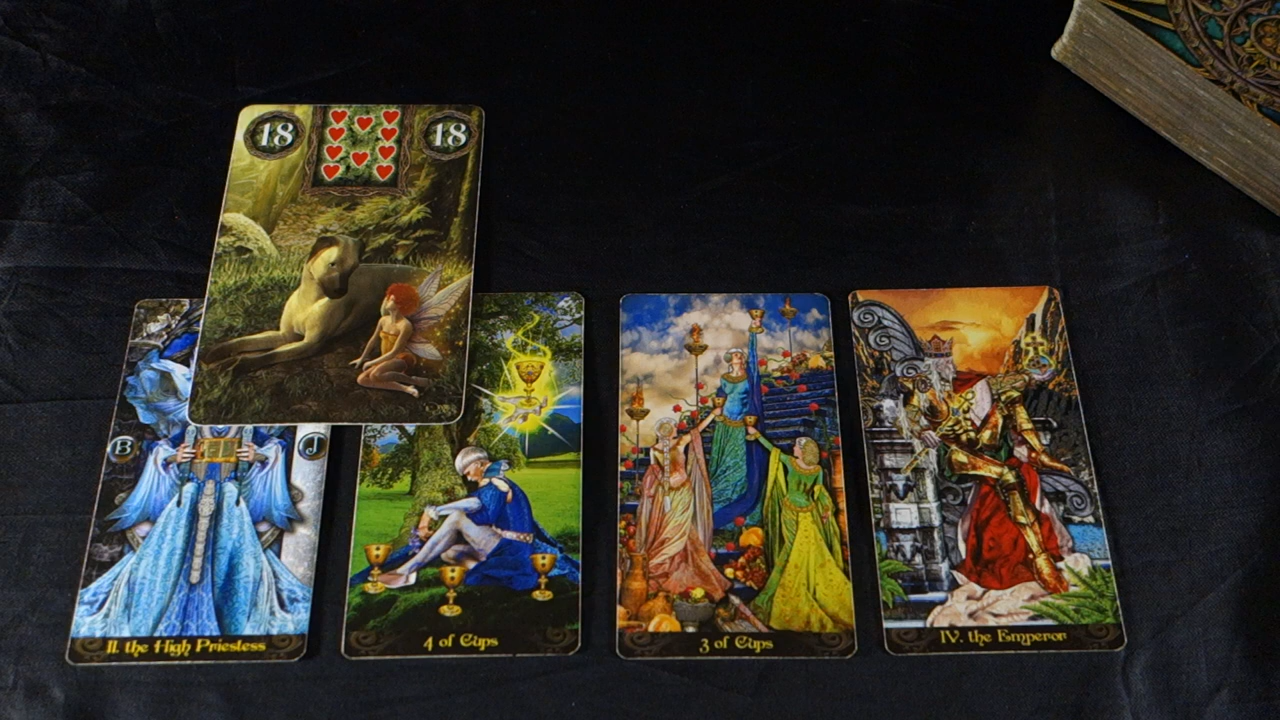 18
18
B
J
II. the High Priestess
4 of Cups
3 of Cups
IV. the Emperor